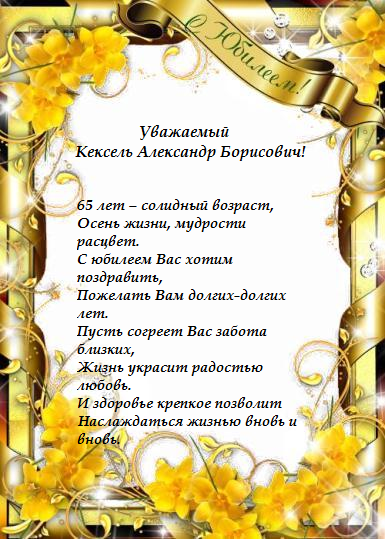 С Юбилеем!
Уважаемый
Кексель Александр Борисович!
65 лет – солидный возраст,
Осень жизни, мудрости
расцвет.
С юбилеем Вас хотим
поздравить,
Пожелать Вам долгих-долгих
лет.
Пусть согреет Вас забота
близких,
Жизнь украсит радостью
любовь.
И здоровье крепкое позволит
Наслаждаться жизнью вновь и
вновь.